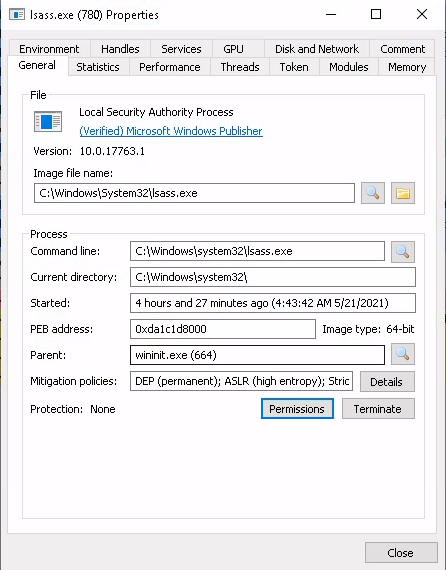 lsass.exe (780) Properties
Environment Handles Services GPU Disk and Network Comment
General Statistics Performance Threads Token Modules Memory
File
Local Security Authority Process
(Verified) Microsoft Windows Publisher
Version: 10.0.17763.1
Image file name:
C:\Windows\System32\lsass.exe
Process
Command line: C:\Windows\system32\lsass.exe
Current directory: C:\Windows\system32\
Started: 4 hours and 27 minutes ago (4:43:42 AM 5/21/2021)
PEB address: 0xda1c1d8000 Image type: 64-bit
Parent: wininit.exe (664)
Mitigation policies: DEP (permanent); ASLR (high entropy); Stric Details
Protection: None Permissions Terminate
Close